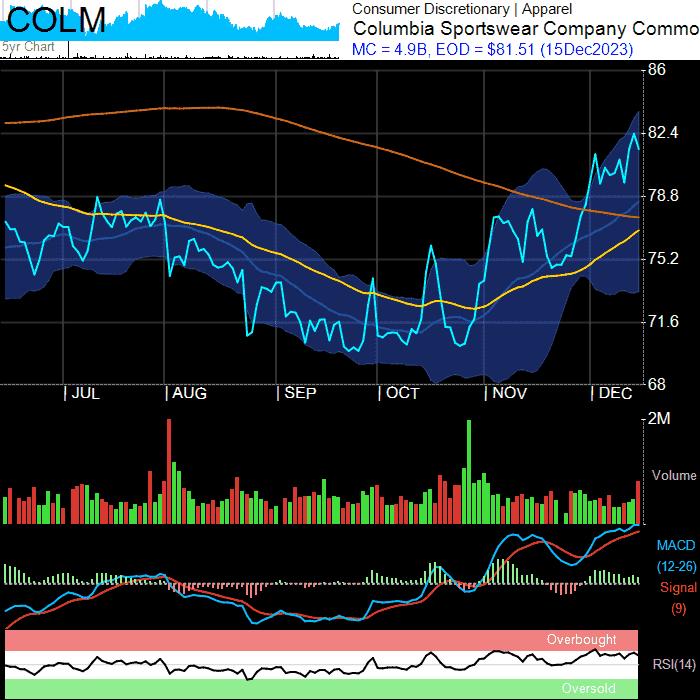 COLM
5yr Chart
Consumer Discretionary | Apparel
Columbia Sportswear Company Commo
MC = 4.9B, EOD = $81.51 (15Dec2023)
86
82.4
78.8
75.2
71.6
68
| JUL | AUG | SEP | OCT | NOV | DEC
2M
Volume
MACD
(12-26)
Signal
(9)
Overbought
RSI(14)
Oversold